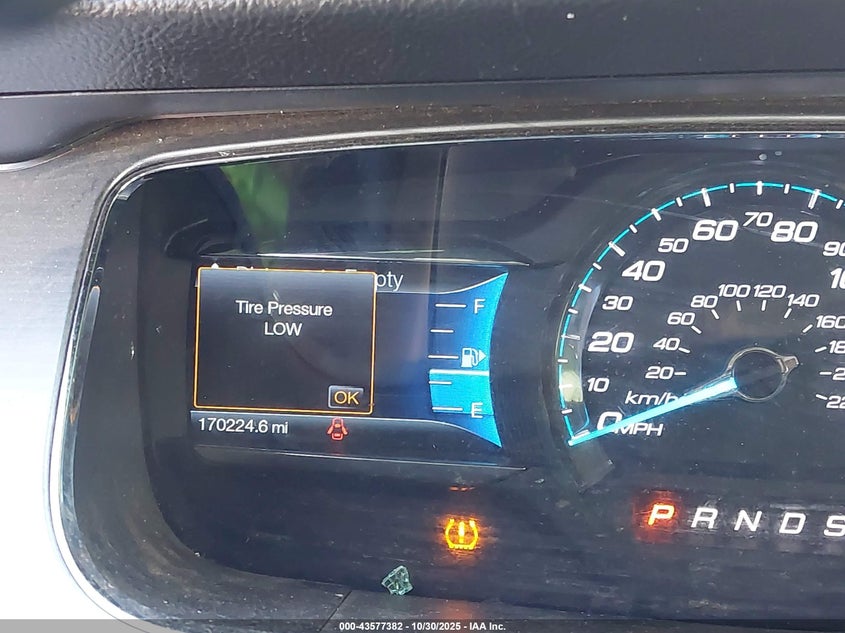 Tire Pressure
LOW
OK
170224.6 mi
F
E
0 10 20 30 40 50 60 70 80
MPH
20 40 60 80 100 120 140 160
km/h
P R N D S
000-43577382 - 10/30/2025 - IAA Inc.